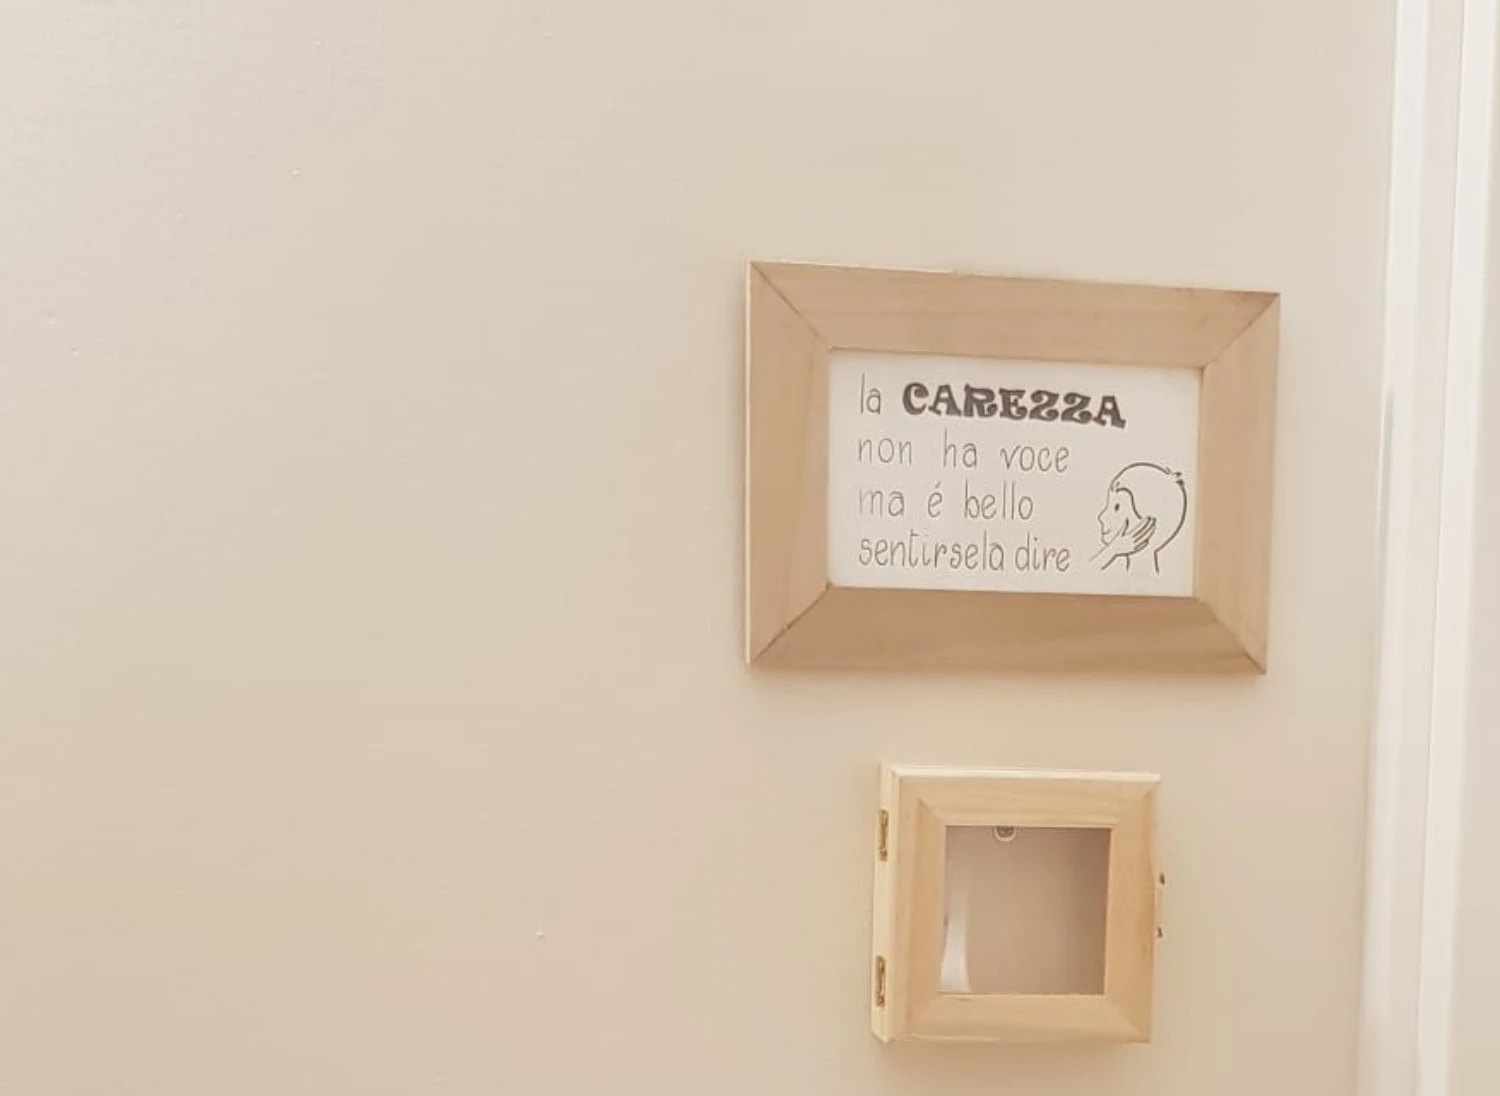 la CAREZZA
non ha voce
ma é bello
sentirsela dire